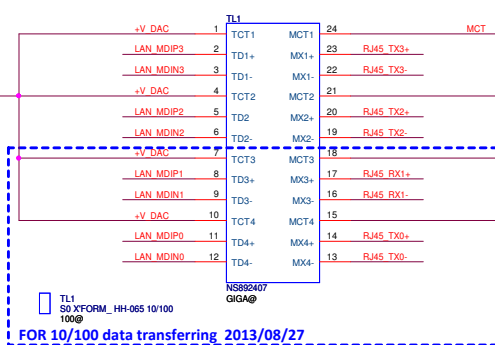 TL1
+V_DAC 1 TCT1 MCT1 24 MCT
LAN_MDIP3 2 TD1+ MX1+ 23 RJ45_TX3+
LAN_MDIN3 3 TD1- MX1- 22 RJ45_TX3-
+V_DAC 4 TCT2 MCT2 21
LAN_MDIP2 5 TD2 MX2+ 20 RJ45_TX2+
LAN_MDIN2 6 TD2- MX2- 19 RJ45_TX2-
+V_DAC 7 TCT3 MCT3 18
LAN_MDIP1 8 TD3+ MX3+ 17 RJ45_RX1+
LAN_MDIN1 9 TD3- MX3- 16 RJ45_RX1-
+V_DAC 10 TCT4 MCT4 15
LAN_MDIP0 11 TD4+ MX4+ 14 RJ45_TX0+
LAN_MDIN0 12 TD4- MX4- 13 RJ45_TX0-
NS892407
GIGA@
TL1
S0 X'FORM_ HH-065 10/100
100@
FOR 10/100 data transferring 2013/08/27